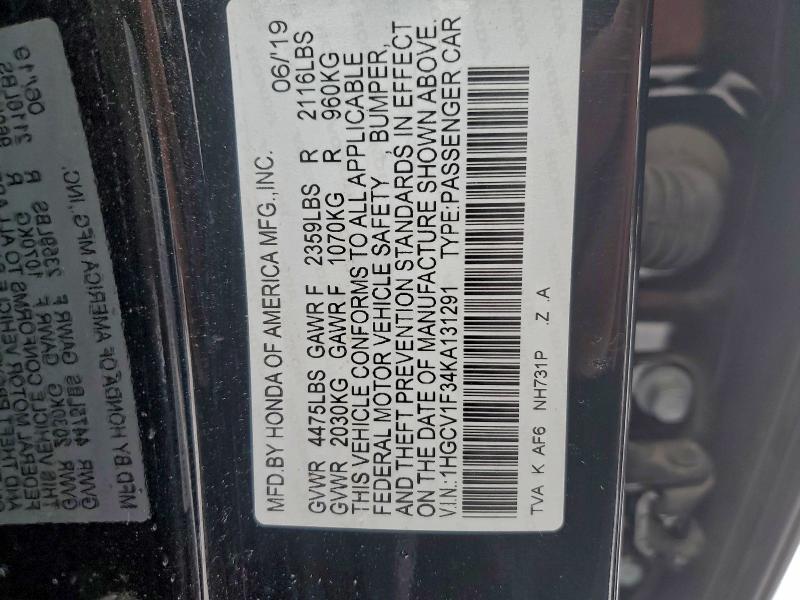 MFD.BY HONDA OF AMERICA MFG.,INC. 06/19
GVWR 4475LBS GAWR F 2359LBS R 2116LBS
GVWR 2030KG GAWR F 1070KG R 960KG
THIS VEHICLE CONFORMS TO ALL APPLICABLE
FEDERAL MOTOR VEHICLE SAFETY , BUMPER,
AND THEFT PREVENTION STANDARDS IN EFFECT
ON THE DATE OF MANUFACTURE SHOWN ABOVE.
V.I.N.:1HGCV1F34KA131291 TYPE:PASSENGER CAR
TVA K AF6 NH731P .Z .A